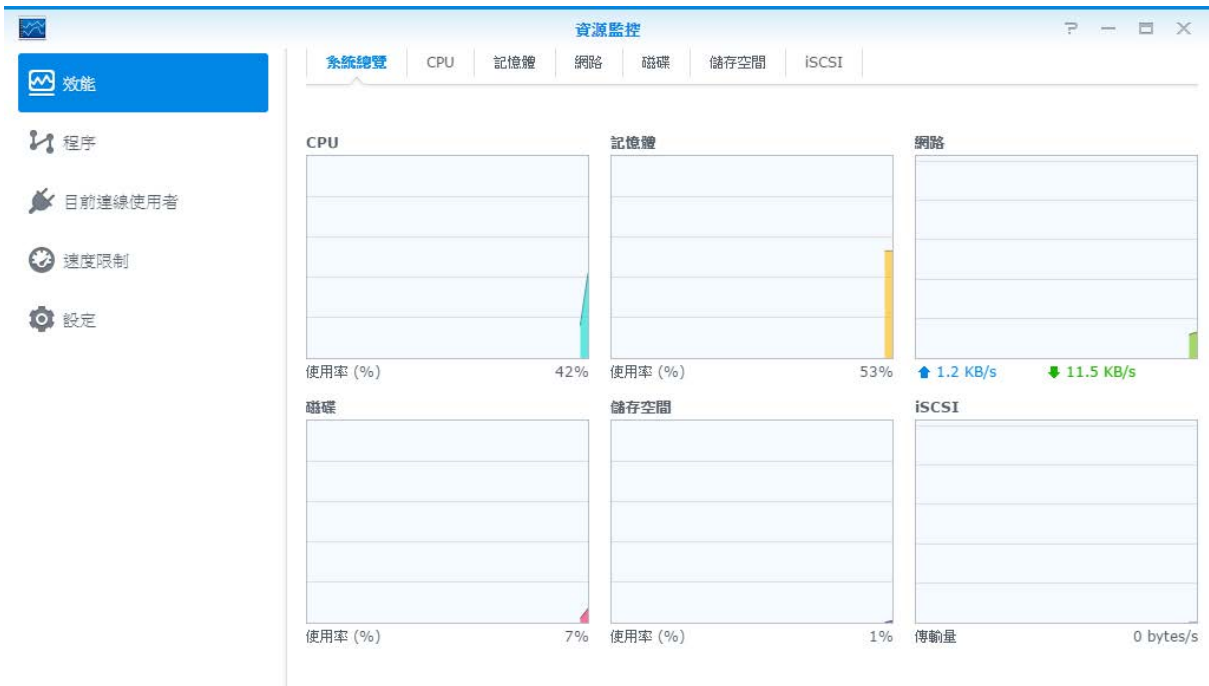 資源監控
效能
程序
目前連線使用者
速度限制
設定
系統總覽 CPU 記憶體 網路 磁碟 儲存空間 iSCSI
CPU 記憶體 網路
使用率 (%) 42% 使用率 (%) 53% 1.2 KB/s 11.5 KB/s
磁碟 儲存空間 iSCSI
使用率 (%) 7% 使用率 (%) 1% 傳輸量 0 bytes/s